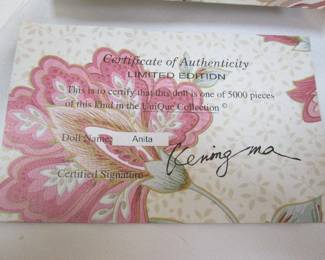 Certificate of Authenticity
LIMITED EDITION
This is to certify that this doll is one of 5000 pieces
of this kind in the UniQue Collection ©
Doll Name: Anita
Certified Signature